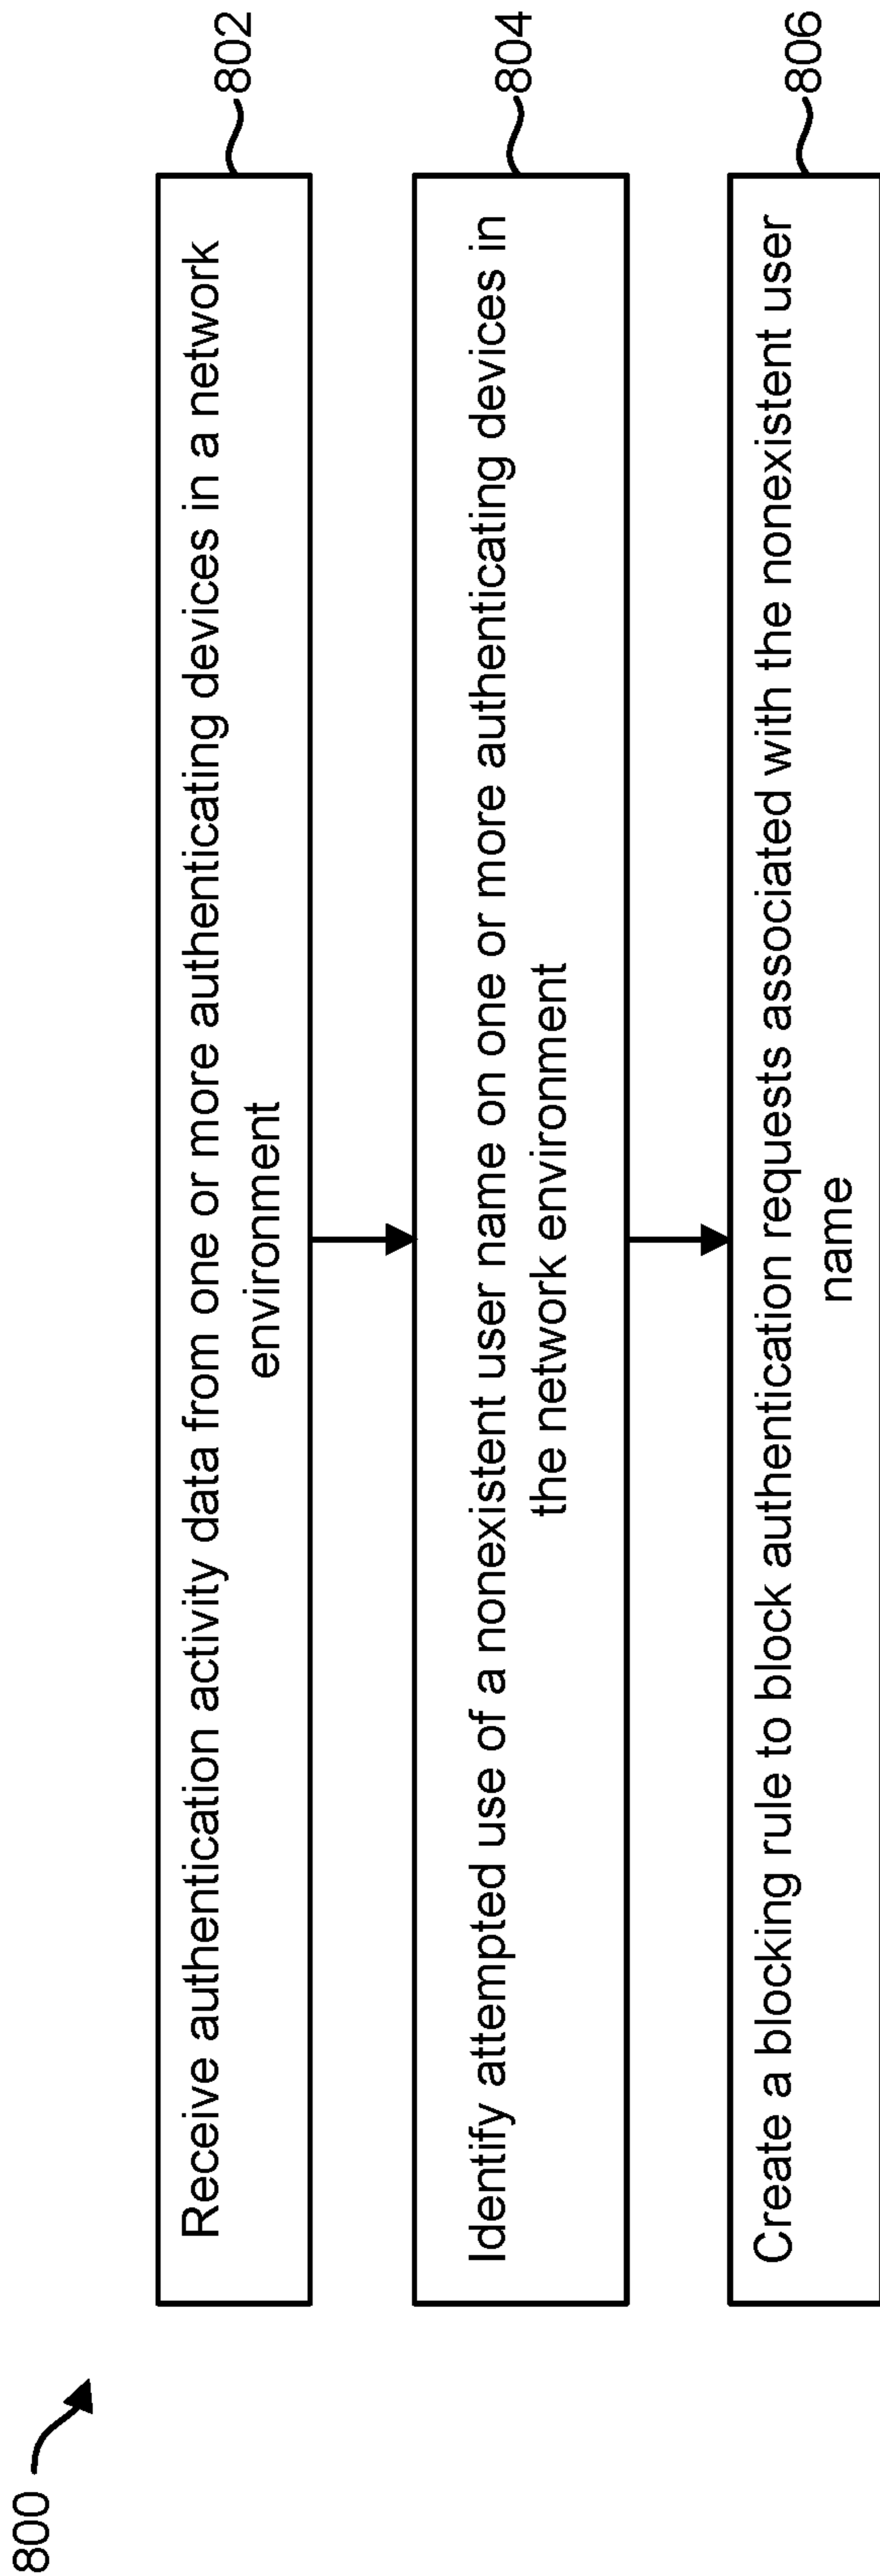 800
Receive authentication activity data from one or more authenticating devices in a network
environment
802
Identify attempted use of a nonexistent user name on one or more authenticating devices in
the network environment
804
Create a blocking rule to block authentication requests associated with the nonexistent user
name
806